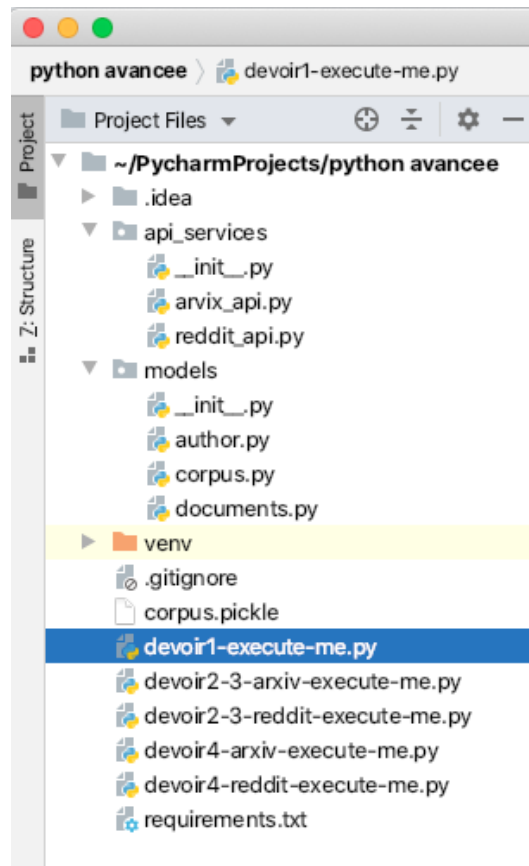 python avancee 〉 devoir1-execute-me.py
Project
Z: Structure
Project Files
~/PycharmProjects/python avancee
.idea
api_services
__init__.py
arvix_api.py
reddit_api.py
models
__init__.py
author.py
corpus.py
documents.py
venv
.gitignore
corpus.pickle
devoir1-execute-me.py
devoir2-3-arxiv-execute-me.py
devoir2-3-reddit-execute-me.py
devoir4-arxiv-execute-me.py
devoir4-reddit-execute-me.py
requirements.txt